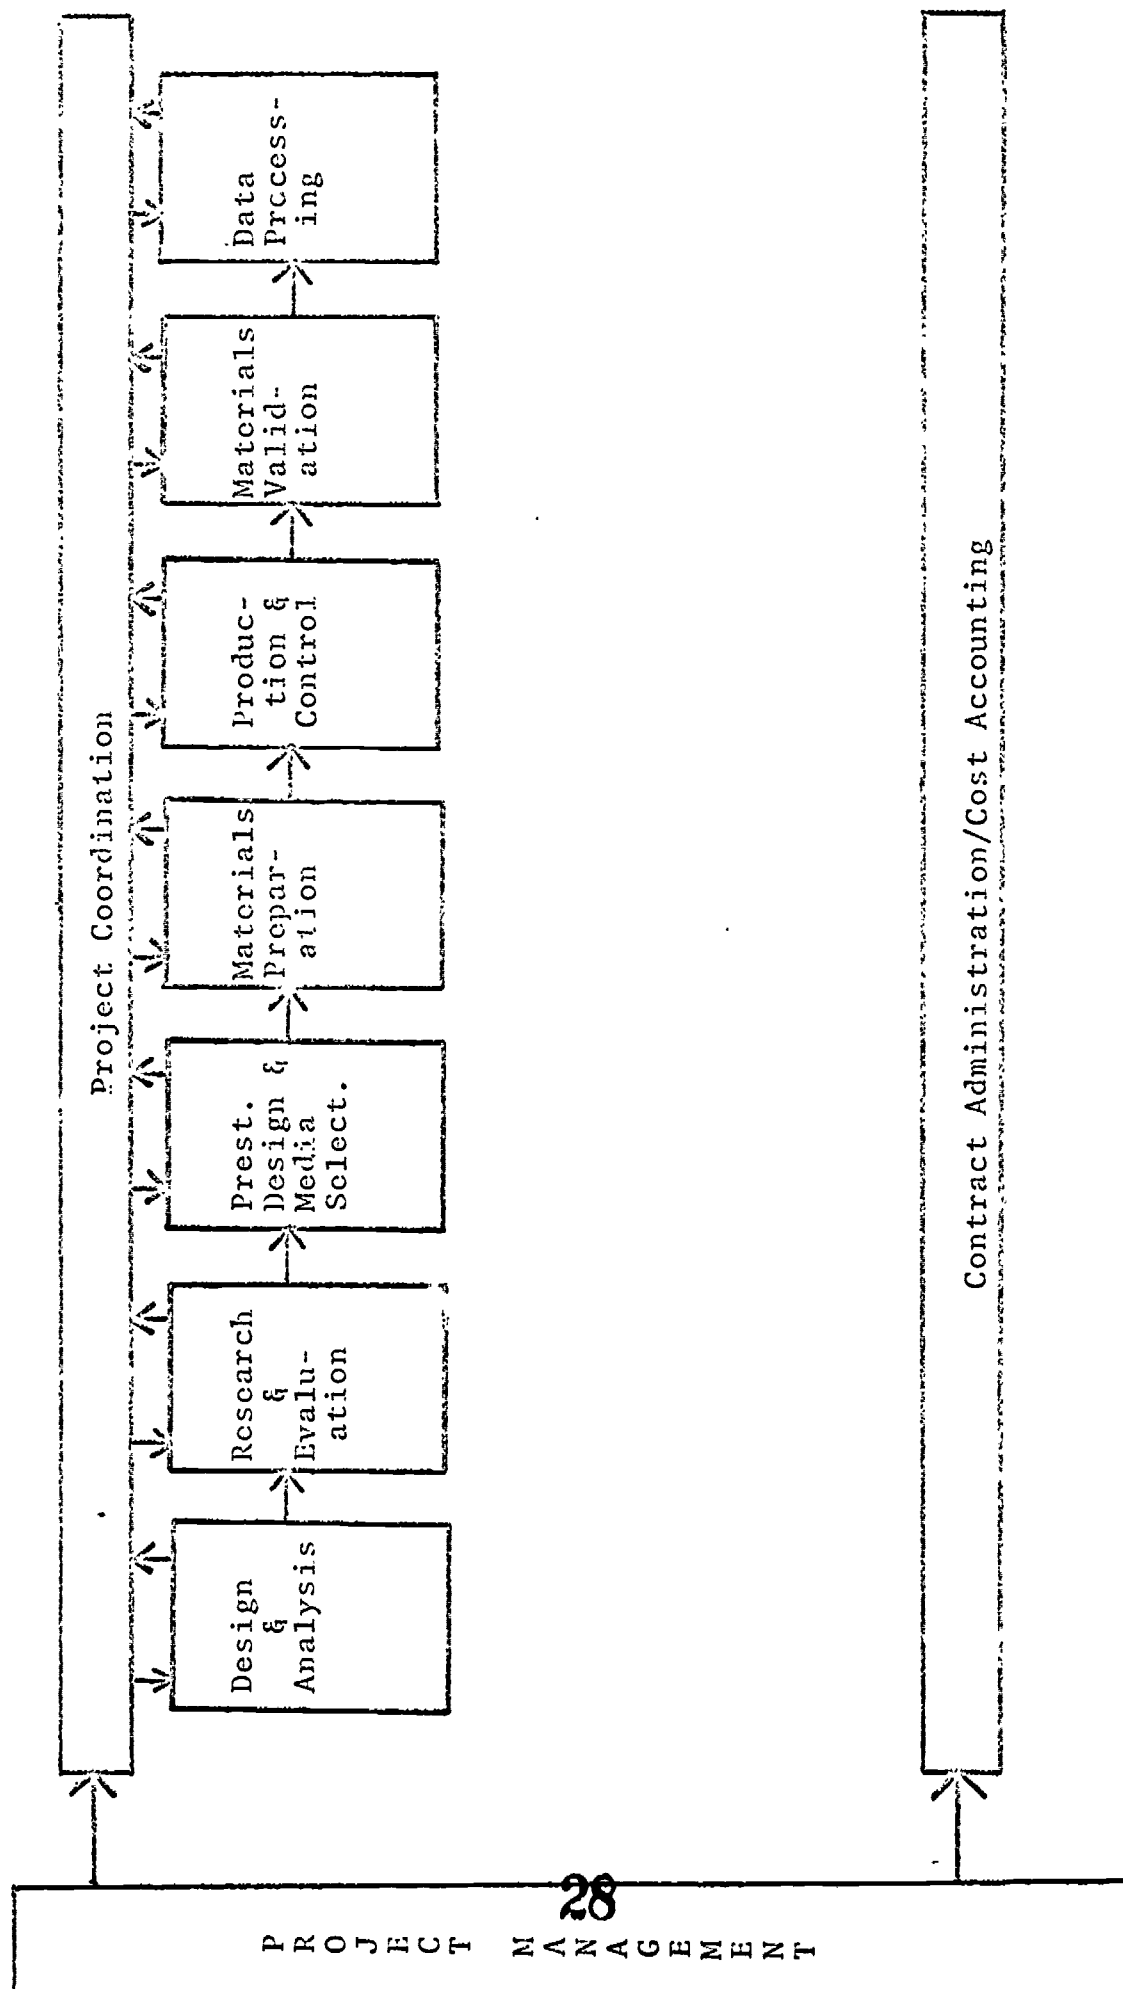 Project Coordination
Design
&
Analysis
Research
&
Evalu-
ation
Prest.
Design &
Media
Select.
Materials
Prepar-
ation
Produc-
tion &
Control
Materials
Valid-
ation
Data
Process-
ing
Contract Administration/Cost Accounting
PROJECT MANAGEMENT
28